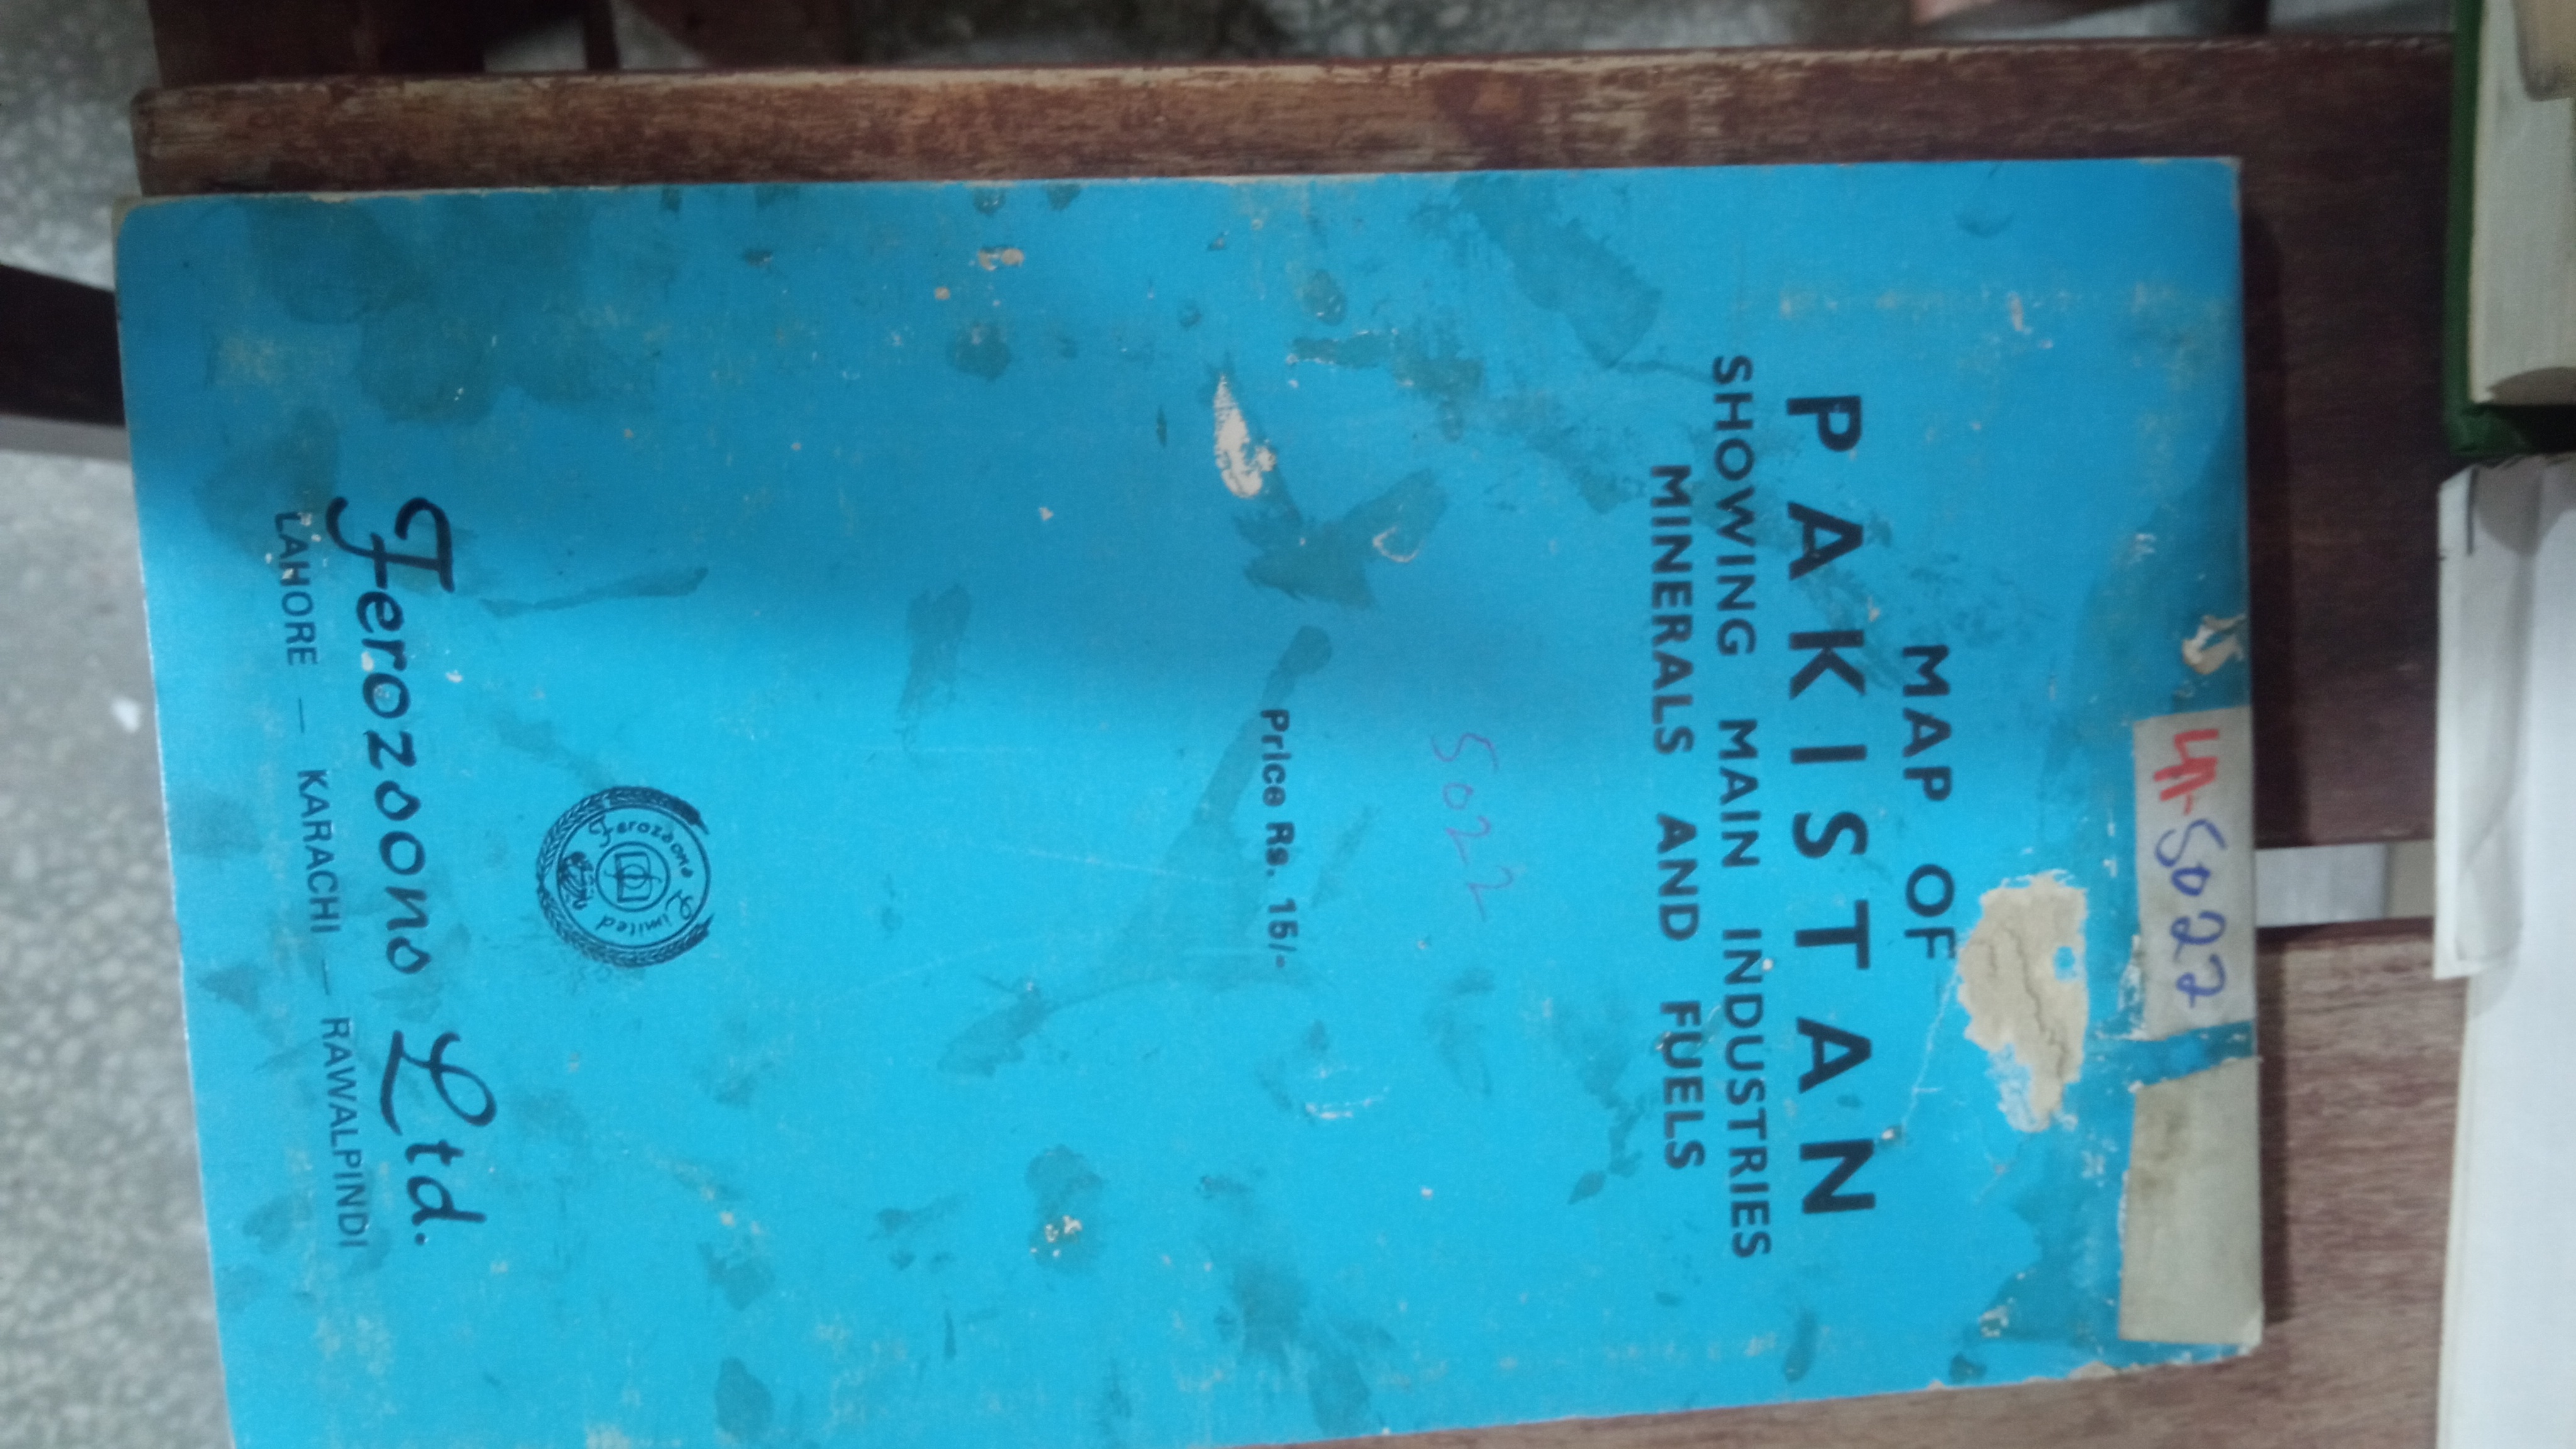 LA-5022
MAP OF
PAKISTAN
SHOWING MAIN INDUSTRIES
MINERALS AND FUELS
5022
Price Rs. 15/-
Ferozsons Limited
Ferozsons Ltd.
LAHORE — KARACHI — RAWALPINDI